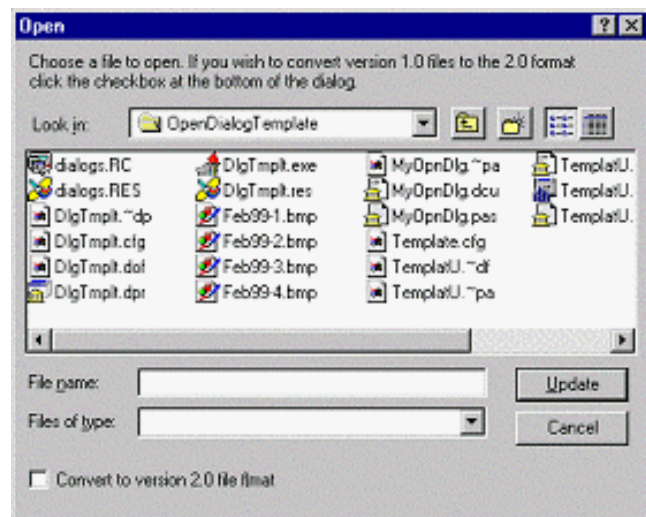 Open
Choose a file to open. If you wish to convert version 1.0 files to the 2.0 format
click the checkbox at the bottom of the dialog.
Look in: OpenDialogTemplate
dialogs.RC DlgTmplt.exe MyOpnDlg.~pa TemplatU.
dialogs.RES DlgTmplt.res MyOpnDlg.dcu TemplatU.
DlgTmplt.~dp Feb99-1.bmp MyOpnDlg.pas TemplatU.
DlgTmplt.cfg Feb99-2.bmp Template.cfg
DlgTmplt.dof Feb99-3.bmp TemplatU.~df
DlgTmplt.dpr Feb99-4.bmp TemplatU.~pa
File name: Update
Files of type: Cancel
Convert to version 2.0 file fImat